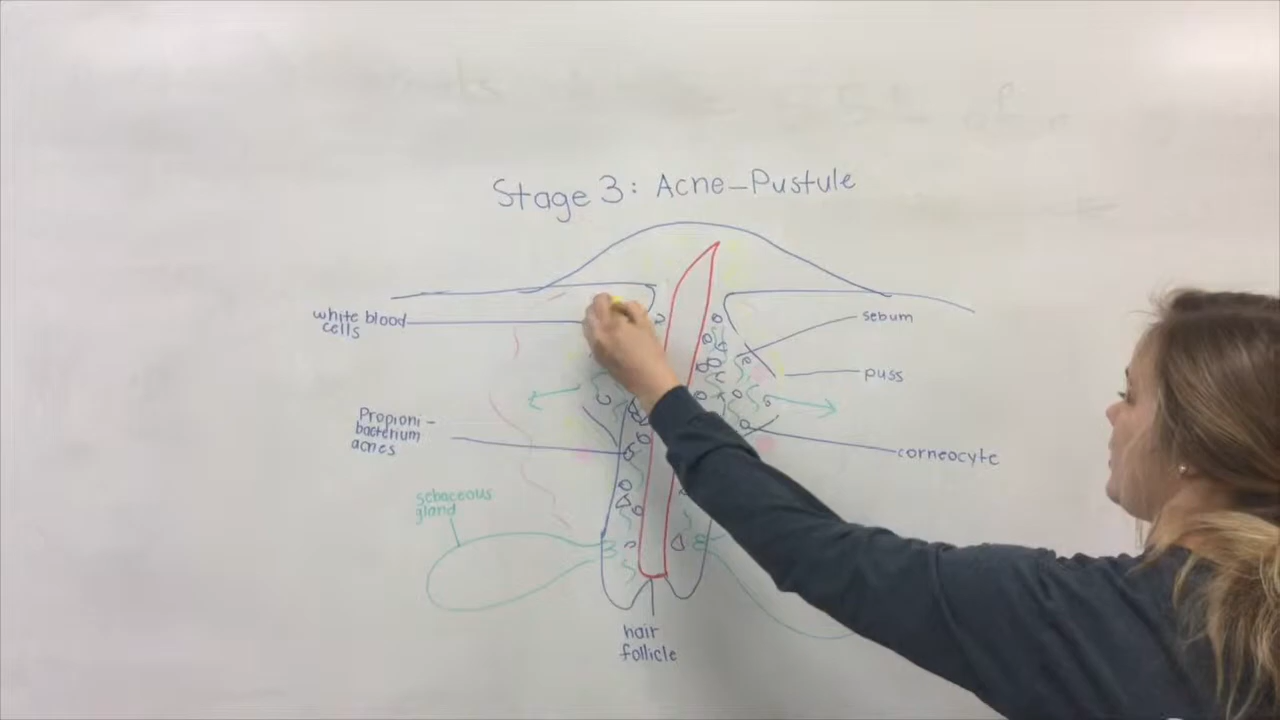 Stage 3: Acne-Pustule
white blood
cells
sebum
puss
Propioni-
bacterium
acnes
corneocyte
sebaceous
gland
hair
follicle